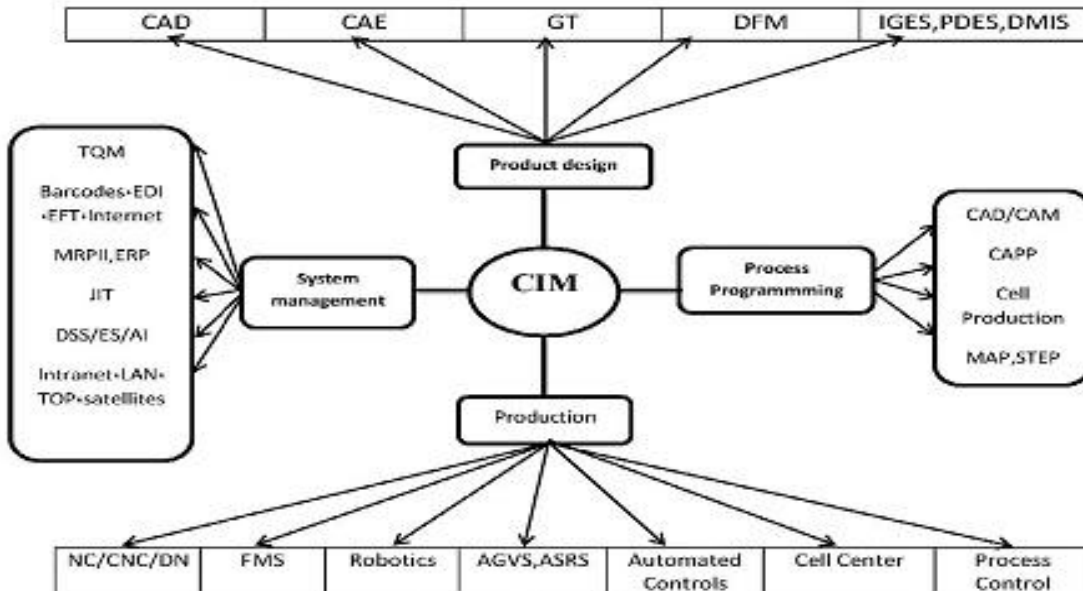 CAD CAE GT DFM IGES,PDES,DMIS
Product design
TQM
Barcodes•EDI
•EFT•Internet
MRPII,ERP
JIT
DSS/ES/AI
Intranet•LAN•
TOP•satellites
System
management
CIM
Process
Programmming
CAD/CAM
CAPP
Cell
Production
MAP,STEP
Production
NC/CNC/DN
FMS
Robotics
AGVS,ASRS
Automated
Controls
Cell Center
Process
Control